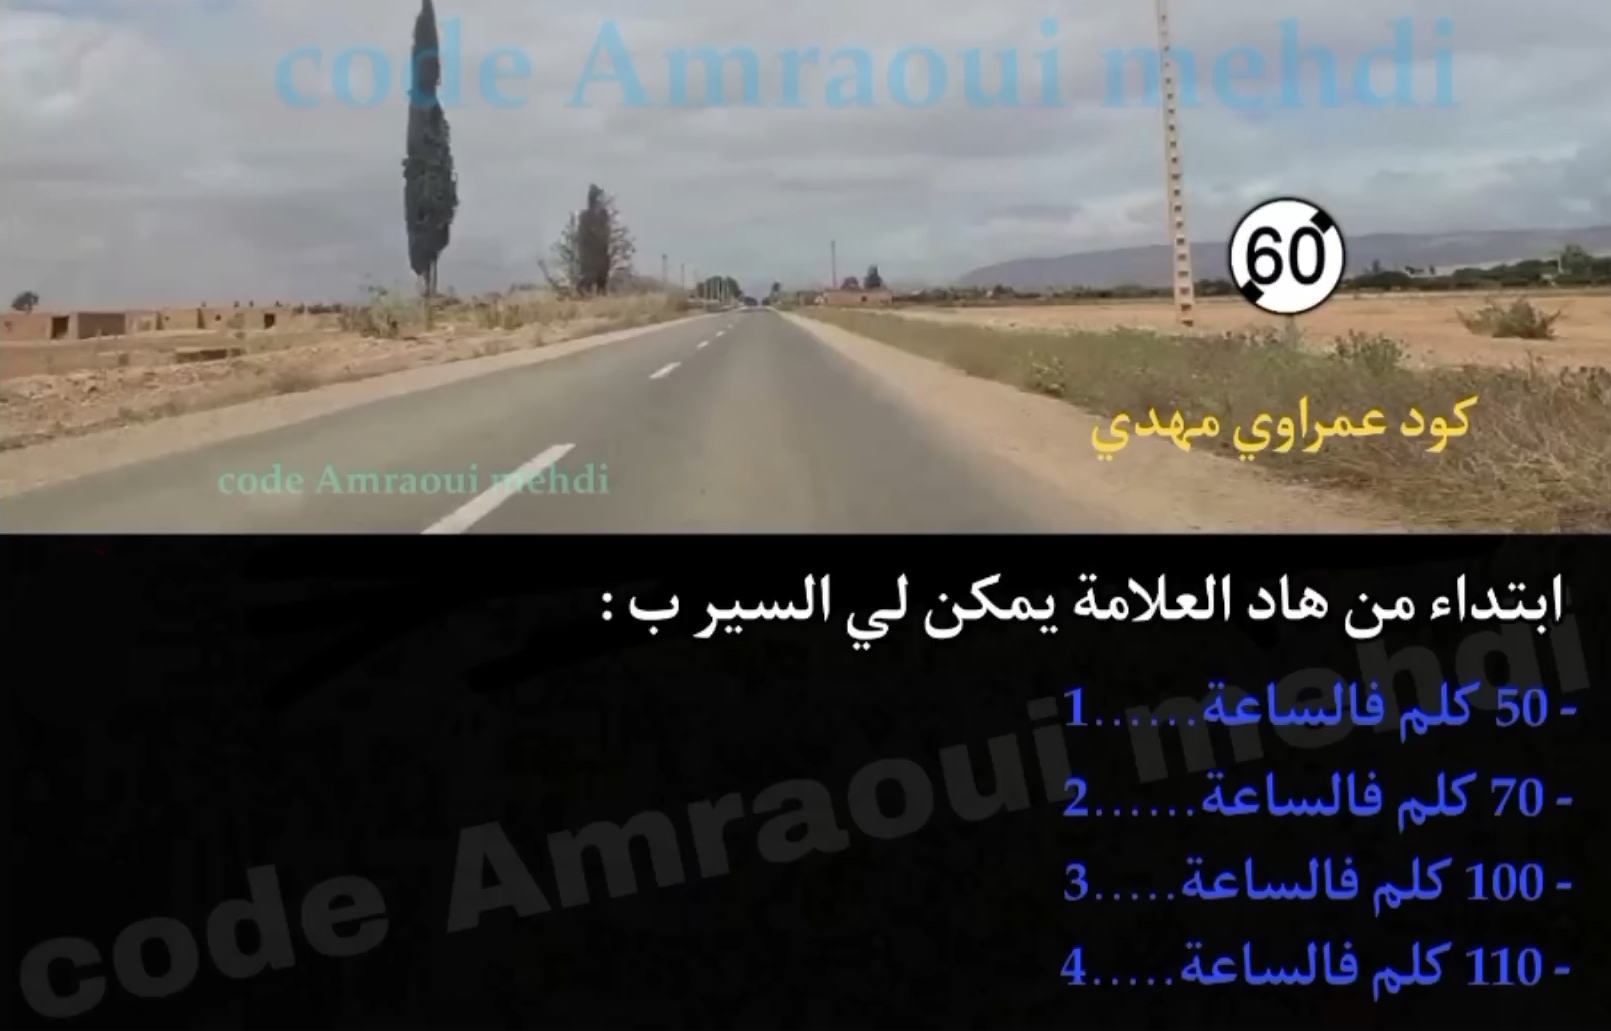 code Amraoui mehdi
60
كود عمراوي مهدي
code Amraoui mehdi
ابتداء من هاد العلامة يمكن لي السير ب :
- 50 كلم فالساعة......1
- 70 كلم فالساعة......2
- 100 كلم فالساعة.....3
- 110 كلم فالساعة.....4
code Amraoui mehdi